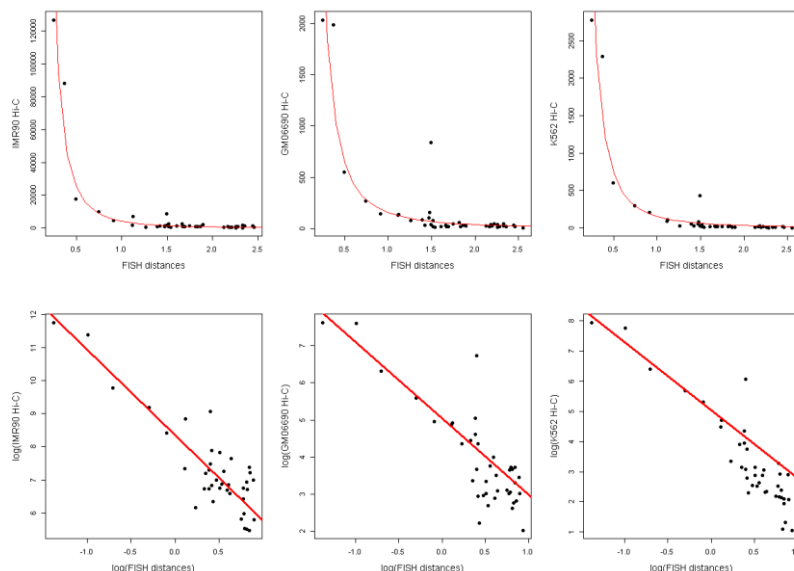 IMR90 Hi-C
0 20000 40000 60000 80000 100000 120000
0.5 1.0 1.5 2.0 2.5
FISH distances
GM06690 Hi-C
0 500 1000 1500 2000
0.5 1.0 1.5 2.0 2.5
FISH distances
K562 Hi-C
0 500 1000 1500 2000 2500
0.5 1.0 1.5 2.0 2.5
FISH distances
log(IMR90 Hi-C)
6 7 8 9 10 11 12
-1.0 -0.5 0.0 0.5
log(FISH distances)
log(GM06690 Hi-C)
2 3 4 5 6 7
-1.0 -0.5 0.0 0.5 1.0
log(FISH distances)
log(K562 Hi-C)
1 2 3 4 5 6 7 8
-1.0 -0.5 0.0 0.5
log(FISH distances)